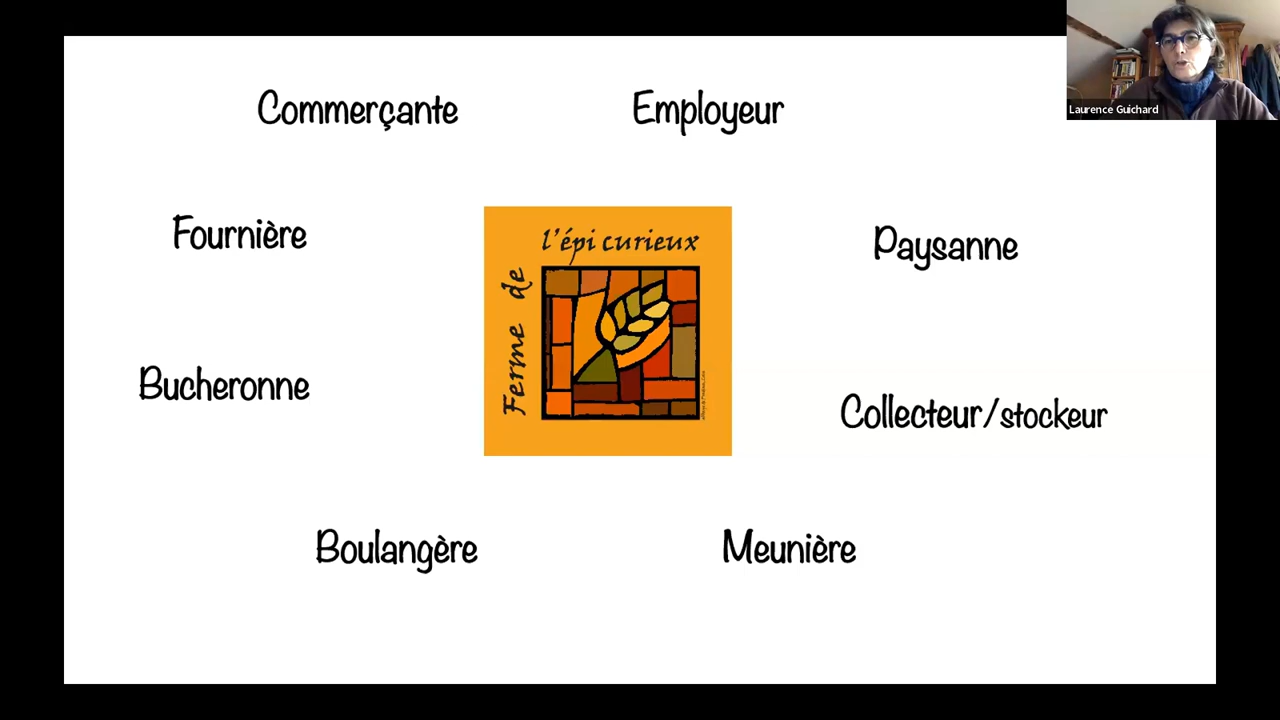 Commerçante
Employeur
Laurence Guichard
Fournière
l'épi curieux
Ferme de
Paysanne
Bucheronne
Collecteur/stockeur
Boulangère
Meunière